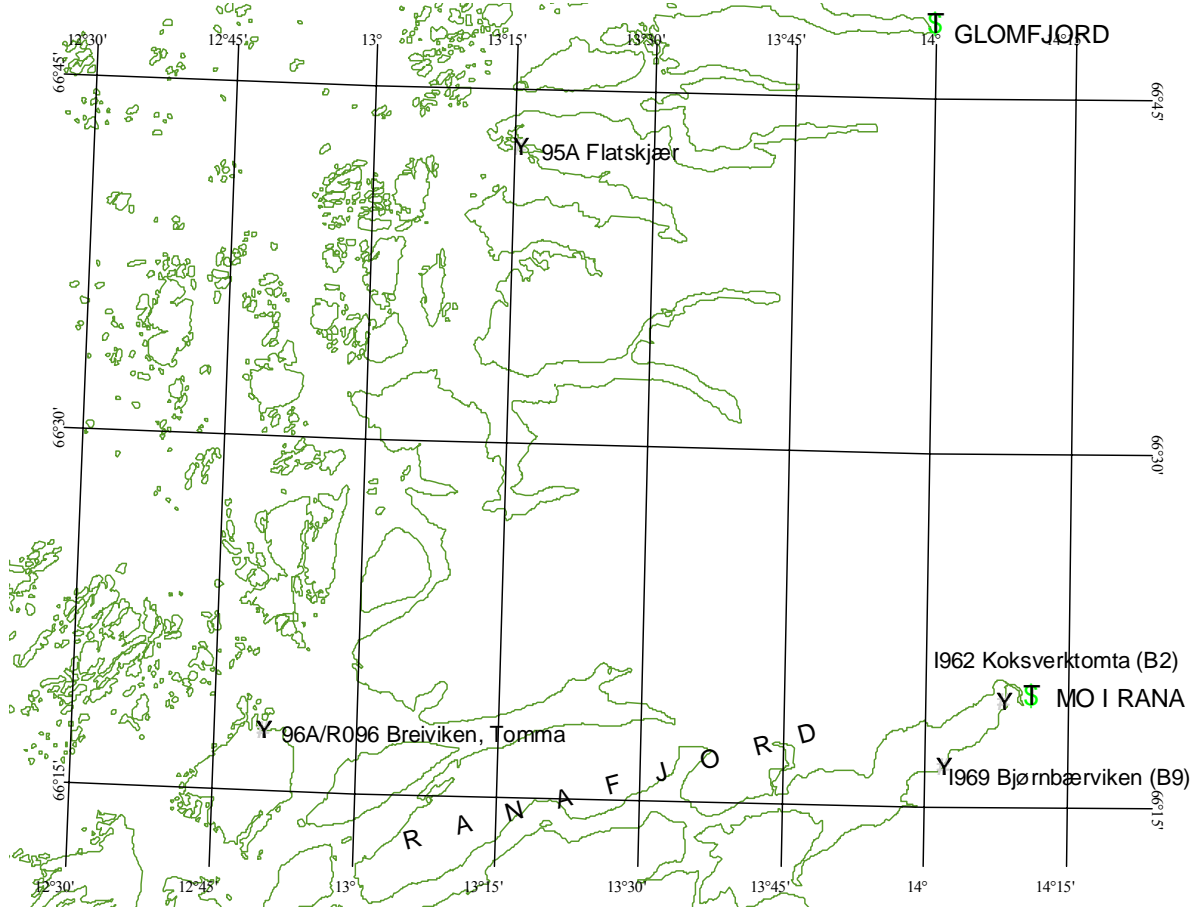 T GLOMFJORD
12°30' 12°45' 13° 13°15' 13°30' 13°45' 14° 14°15'
66°45' 66°45'
Y 95A Flatskjær
66°30' 66°30'
I962 Koksverktomta (B2)
Y T MO I RANA
Y 96A/R096 Breiviken, Tomma
RANAFJORD
Y I969 Bjørnbærviken (B9)
66°15' 66°15'
12°30' 12°45' 13° 13°15' 13°30' 13°45' 14° 14°15'